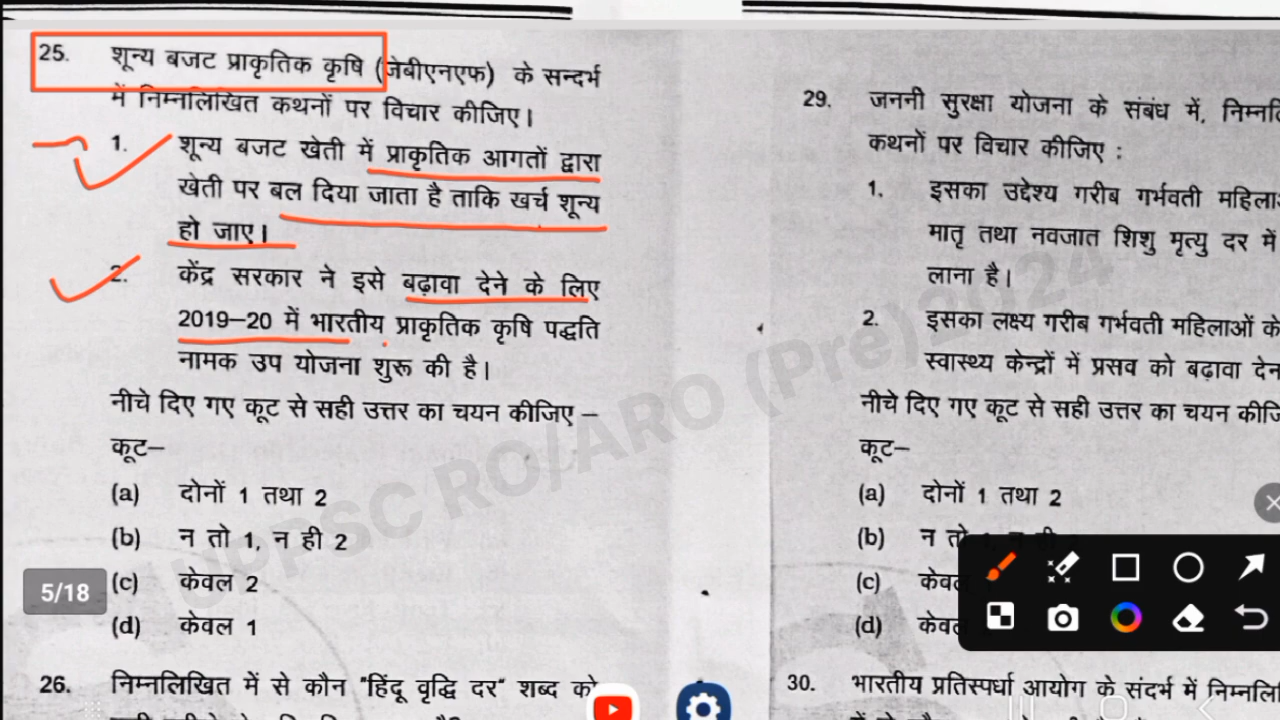 25. शून्य बजट प्राकृतिक कृषि (जेबीएनएफ) के सन्दर्भ
में निम्नलिखित कथनों पर विचार कीजिए।
1. शून्य बजट खेती में प्राकृतिक आगतों द्वारा
खेती पर बल दिया जाता है ताकि खर्च शून्य
हो जाए।
2. केंद्र सरकार ने इसे बढ़ावा देने के लिए
2019–20 में भारतीय प्राकृतिक कृषि पद्धति
नामक उप योजना शुरू की है।
नीचे दिए गए कूट से सही उत्तर का चयन कीजिए –
कूट–
(a) दोनों 1 तथा 2
(b) न तो 1, न ही 2
(c) केवल 2
(d) केवल 1
26. निम्नलिखित में से कौन "हिंदू वृद्धि दर" शब्द को
29. जननी सुरक्षा योजना के संबंध में,
कथनों पर विचार कीजिए :
1. इसका उद्देश्य गरीब गर्भवती
मातृ तथा नवजात शिशु मृत्यु दर में
लाना है।
2. इसका लक्ष्य गरीब गर्भवती महिलाओं के
स्वास्थ्य केन्द्रों में प्रसव को बढ़ावा
नीचे दिए गए कूट से सही उत्तर का चयन
कूट–
(a) दोनों 1 तथा 2
(b) न तो 1, न ही 2
(c)
(d)
30. भारतीय प्रतिस्पर्धा आयोग के संदर्भ में
UPPSC RO/ARO (Pre) 2024
5/18